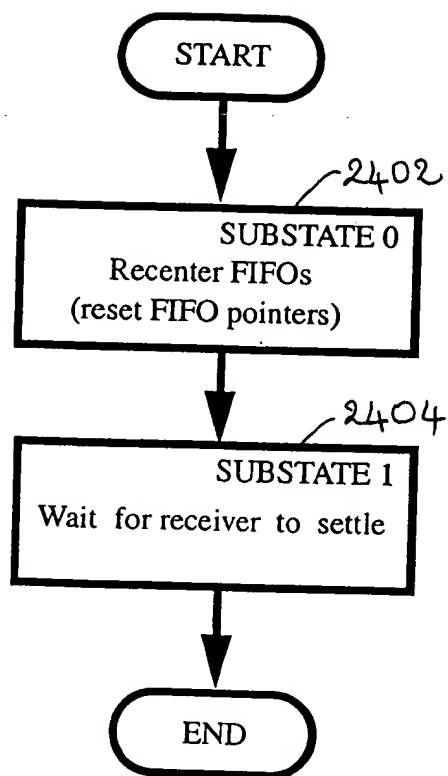 START
2402
SUBSTATE 0
Recenter FIFOs
(reset FIFO pointers)
2404
SUBSTATE 1
Wait for receiver to settle
END